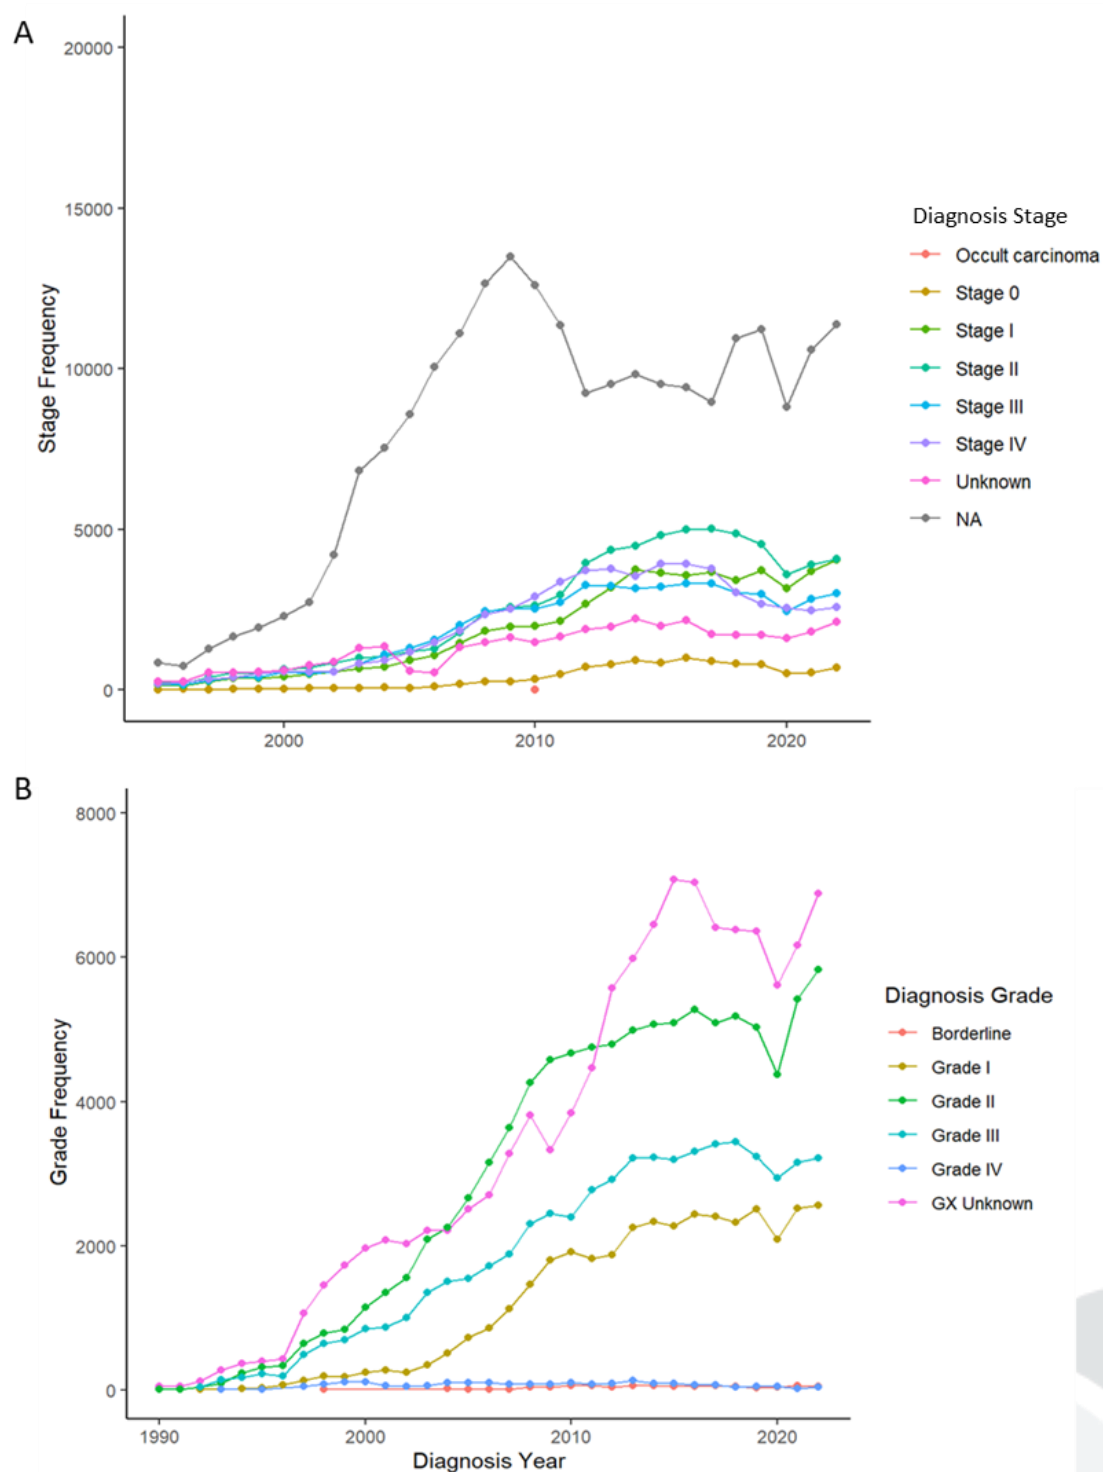 A
20000
15000
10000
5000
0
Stage Frequency
2000
2010
2020
Diagnosis Stage
Occult carcinoma
Stage 0
Stage I
Stage II
Stage III
Stage IV
Unknown
NA
B
8000
6000
4000
2000
0
Grade Frequency
1990
2000
2010
2020
Diagnosis Year
Diagnosis Grade
Borderline
Grade I
Grade II
Grade III
Grade IV
GX Unknown